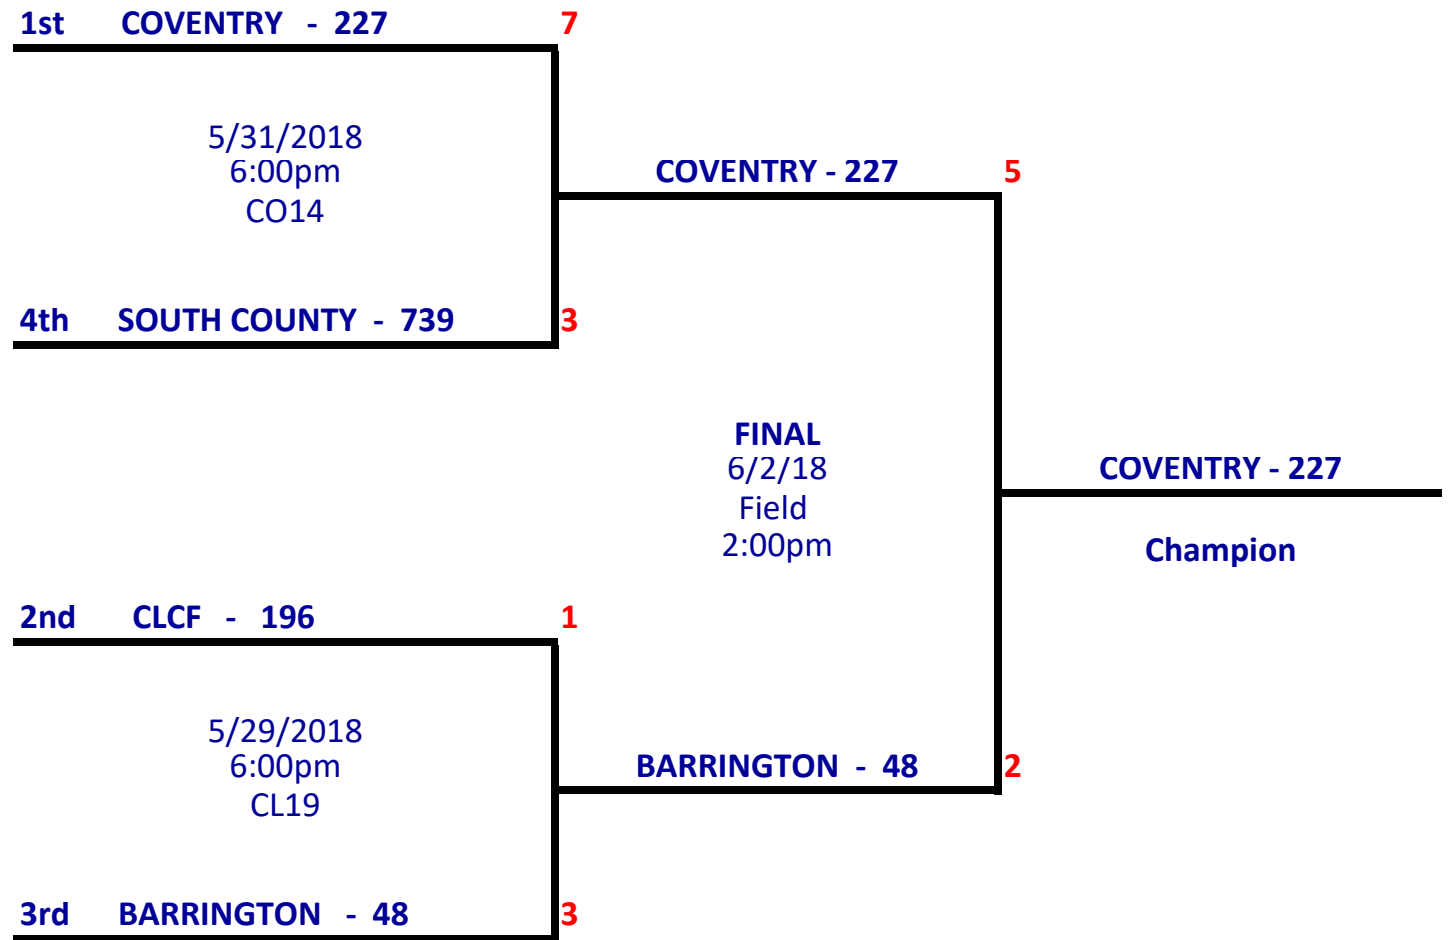 1st COVENTRY - 227 7
5/31/2018
6:00pm
CO14
COVENTRY - 227 5
4th SOUTH COUNTY - 739 3
FINAL
6/2/18
Field
2:00pm
COVENTRY - 227
Champion
2nd CLCF - 196 1
5/29/2018
6:00pm
CL19
BARRINGTON - 48 2
3rd BARRINGTON - 48 3